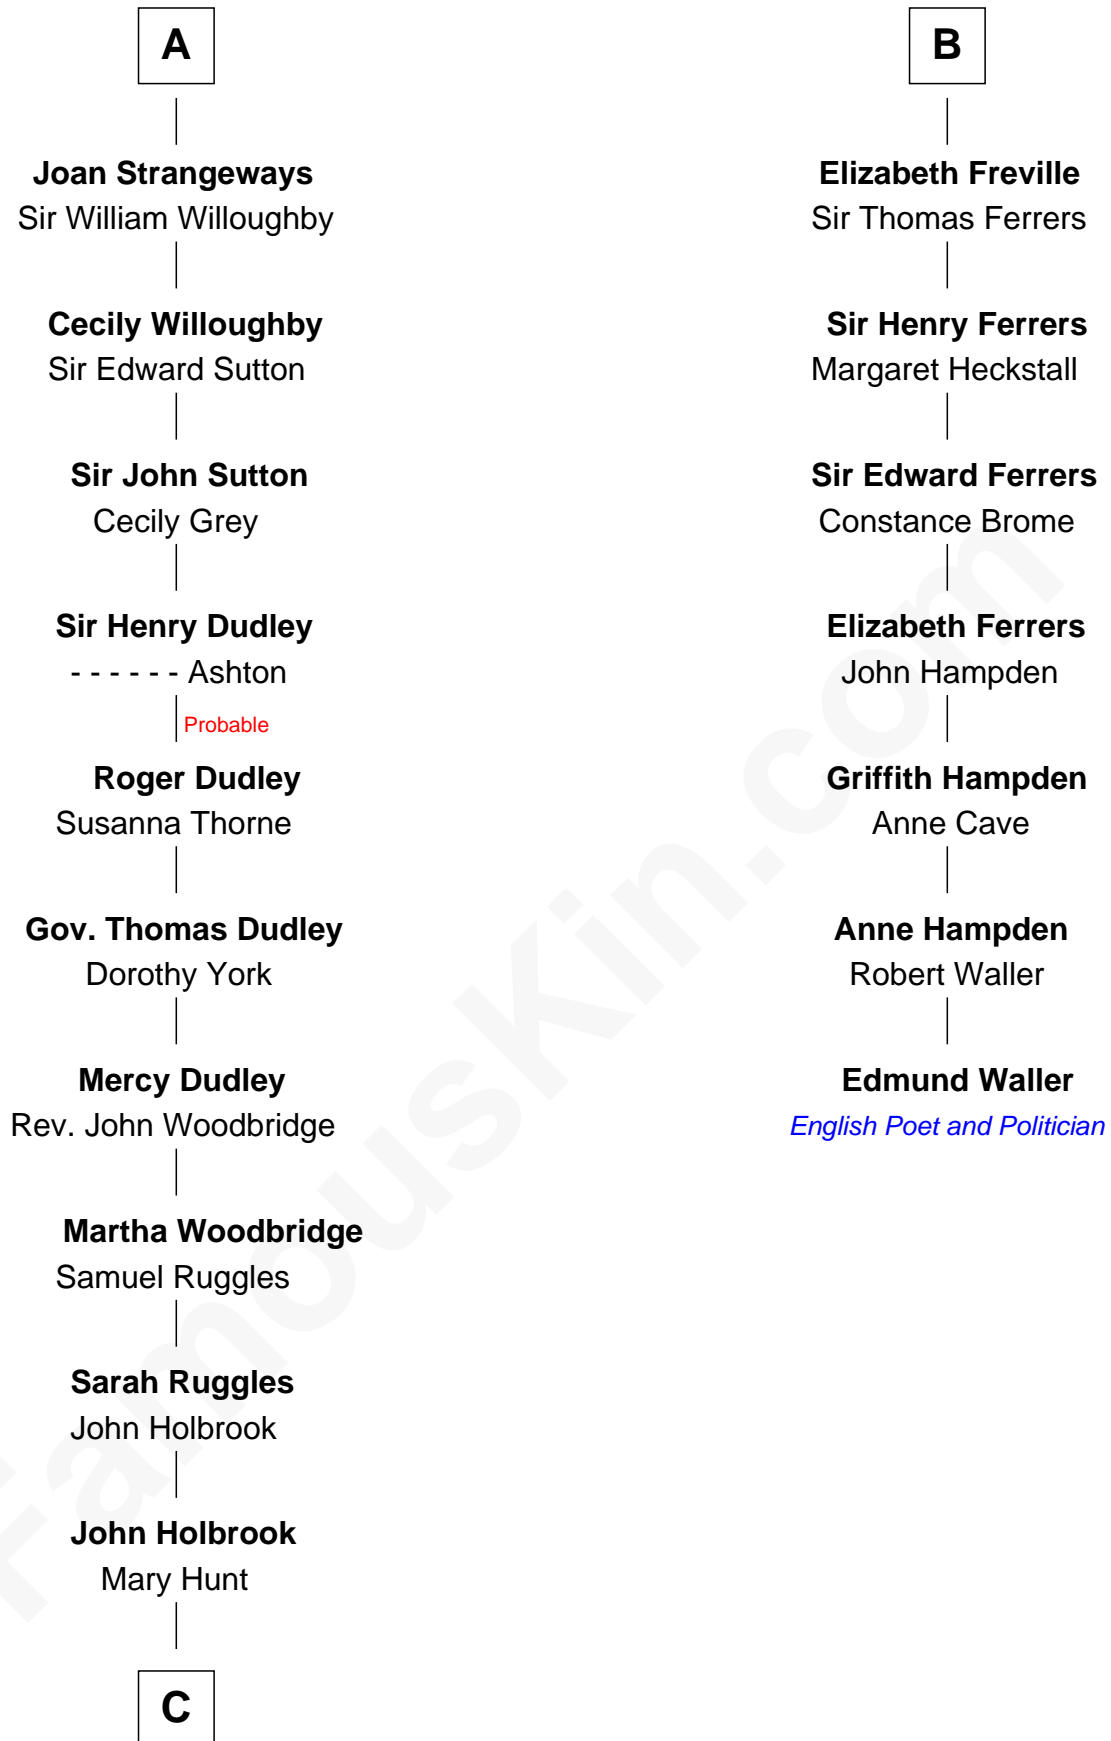 A
Joan Strangeways
Sir William Willoughby
Cecily Willoughby
Sir Edward Sutton
Sir John Sutton
Cecily Grey
Sir Henry Dudley
- - - - - - Ashton
Probable
Roger Dudley
Susanna Thorne
Gov. Thomas Dudley
Dorothy York
Mercy Dudley
Rev. John Woodbridge
Martha Woodbridge
Samuel Ruggles
Sarah Ruggles
John Holbrook
John Holbrook
Mary Hunt
C
B
Elizabeth Freville
Sir Thomas Ferrers
Sir Henry Ferrers
Margaret Heckstall
Sir Edward Ferrers
Constance Brome
Elizabeth Ferrers
John Hampden
Griffith Hampden
Anne Cave
Anne Hampden
Robert Waller
Edmund Waller
English Poet and Politician
FamousKin.com